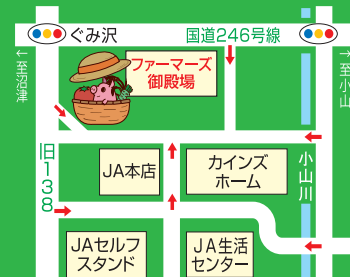 ぐみ沢
国道246号線
←至沼津
至小山→
ファーマーズ
御殿場
旧138
JA本店
カインズ
ホーム
小山川
JAセルフ
スタンド
JA生活
センター